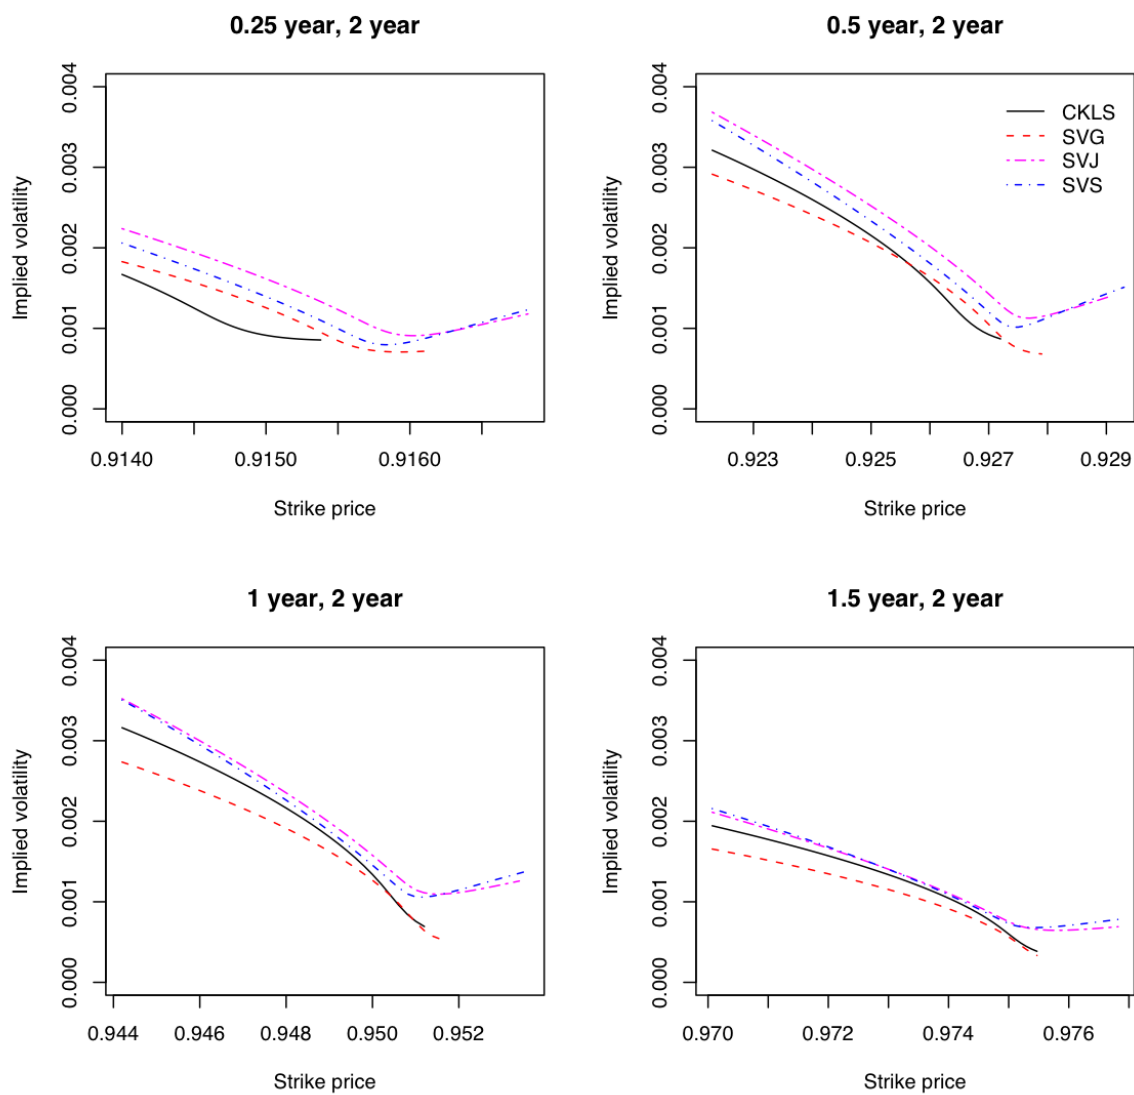 0.25 year, 2 year
Implied volatility
0.004
0.003
0.002
0.001
0.000
0.9140 0.9150 0.9160
Strike price
0.5 year, 2 year
Implied volatility
0.004
0.003
0.002
0.001
0.000
CKLS
SVG
SVJ
SVS
0.923 0.925 0.927 0.929
Strike price
1 year, 2 year
Implied volatility
0.004
0.003
0.002
0.001
0.000
0.944 0.946 0.948 0.950 0.952
Strike price
1.5 year, 2 year
Implied volatility
0.004
0.003
0.002
0.001
0.000
0.970 0.972 0.974 0.976
Strike price